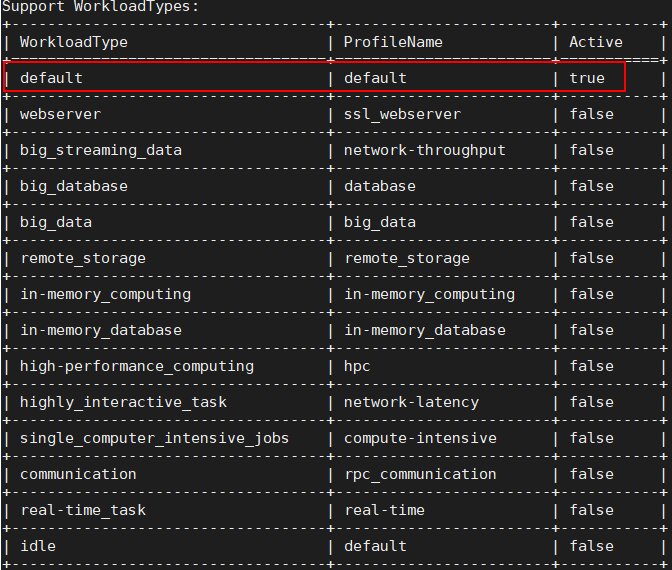 Support WorkloadTypes:
| WorkloadType | ProfileName | Active |
| default | default | true |
| webserver | ssl_webserver | false |
| big_streaming_data | network-throughput | false |
| big_database | database | false |
| big_data | big_data | false |
| remote_storage | remote_storage | false |
| in-memory_computing | in-memory_computing | false |
| in-memory_database | in-memory_database | false |
| high-performance_computing | hpc | false |
| highly_interactive_task | network-latency | false |
| single_computer_intensive_jobs | compute-intensive | false |
| communication | rpc_communication | false |
| real-time_task | real-time | false |
| idle | default | false |